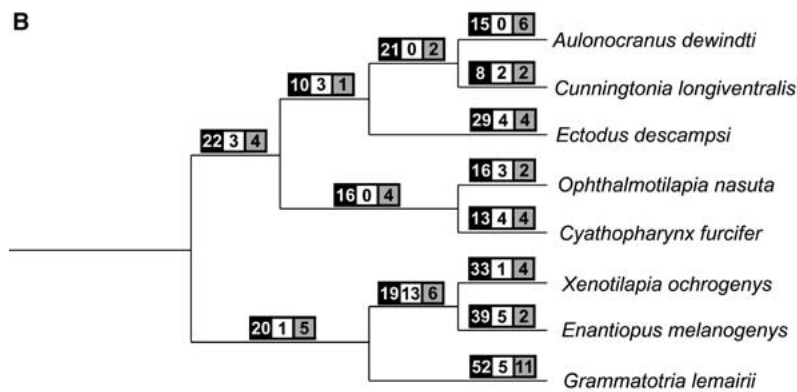 B
15 0 6
Aulonocranus dewindti
21 0 2
8 2 2
Cunningtonia longiventralis
10 3 1
29 4 4
Ectodus descampsi
22 3 4
16 3 2
Ophthalmotilapia nasuta
16 0 4
13 4 4
Cyathopharynx furcifer
33 1 4
Xenotilapia ochrogenys
19 13 6
39 5 2
Enantiopus melanogenys
20 1 5
52 5 11
Grammatotria lemairii